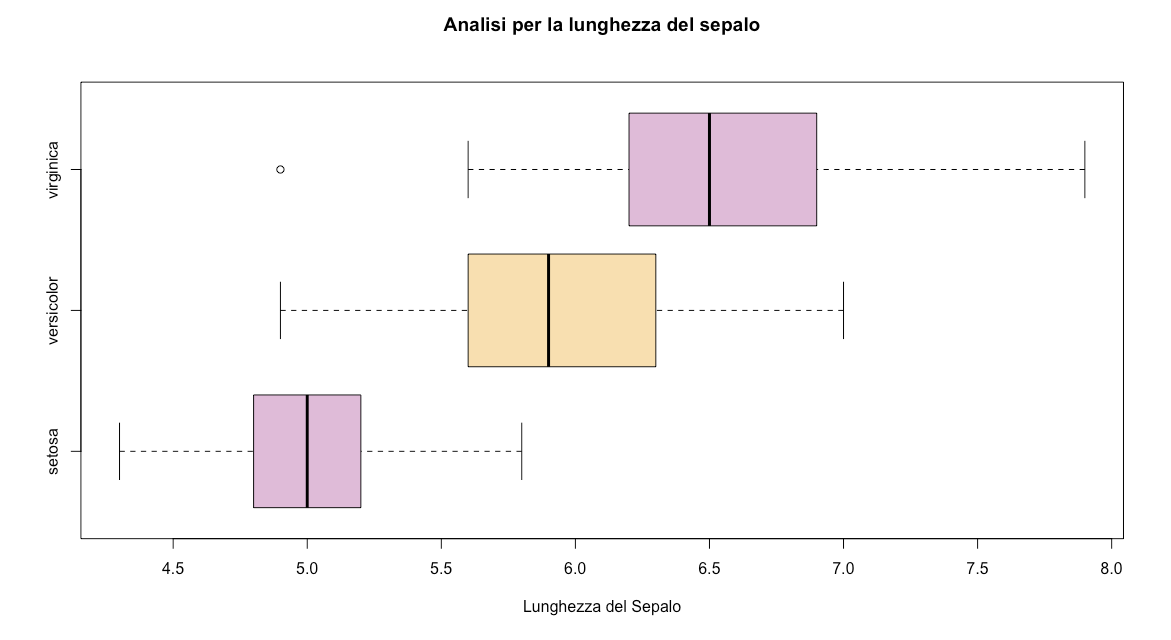 Analisi per la lunghezza del sepalo
virginica
versicolor
setosa
4.5 5.0 5.5 6.0 6.5 7.0 7.5 8.0
Lunghezza del Sepalo